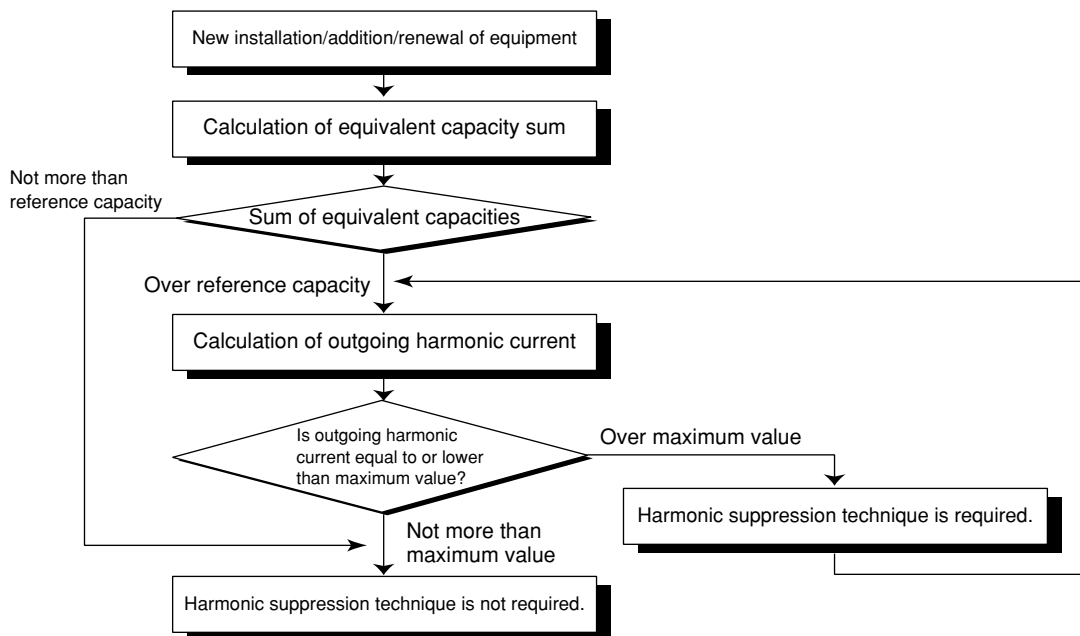 New installation/addition/renewal of equipment
Calculation of equivalent capacity sum
Not more than
reference capacity
Sum of equivalent capacities
Over reference capacity
Calculation of outgoing harmonic current
Is outgoing harmonic
current equal to or lower
than maximum value?
Over maximum value
Harmonic suppression technique is required.
Not more than
maximum value
Harmonic suppression technique is not required.